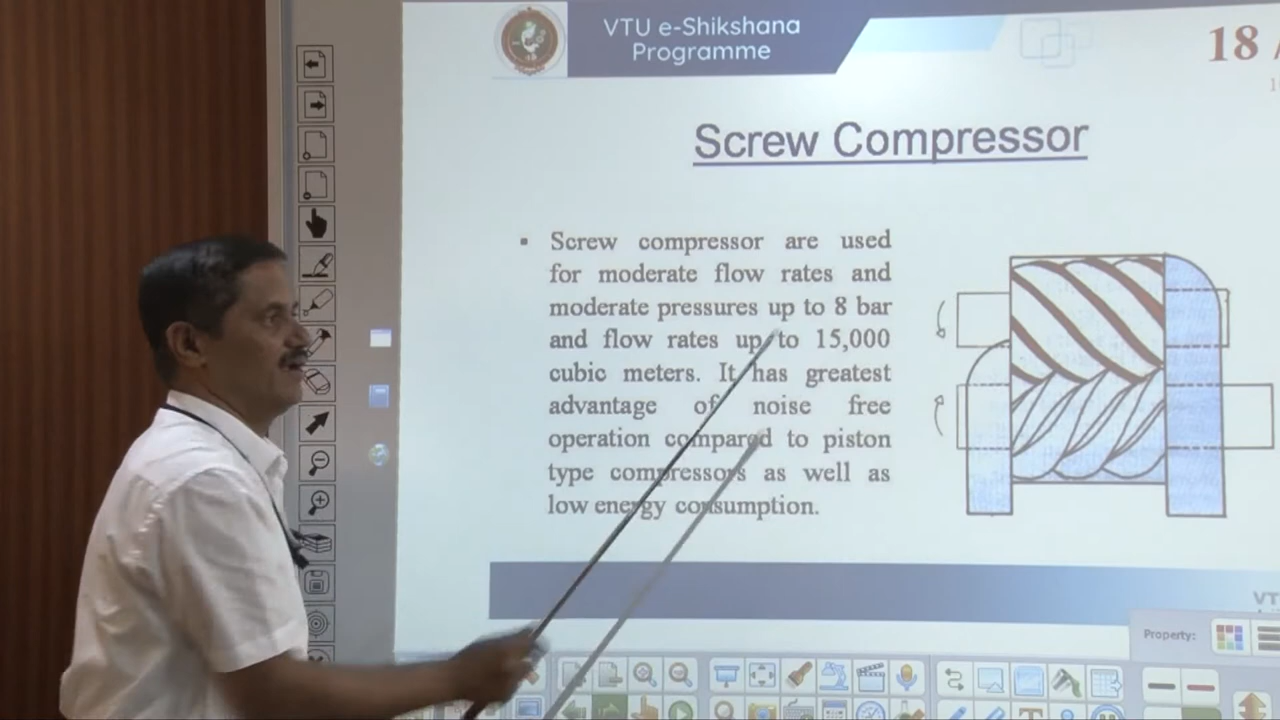 VTU e-Shikshana
Programme
18
Screw Compressor
▪ Screw compressor are used
for moderate flow rates and
moderate pressures up to 8 bar
and flow rates up to 15,000
cubic meters. It has greatest
advantage of noise free
operation compared to piston
type compressors as well as
low energy consumption.
VT
Property: